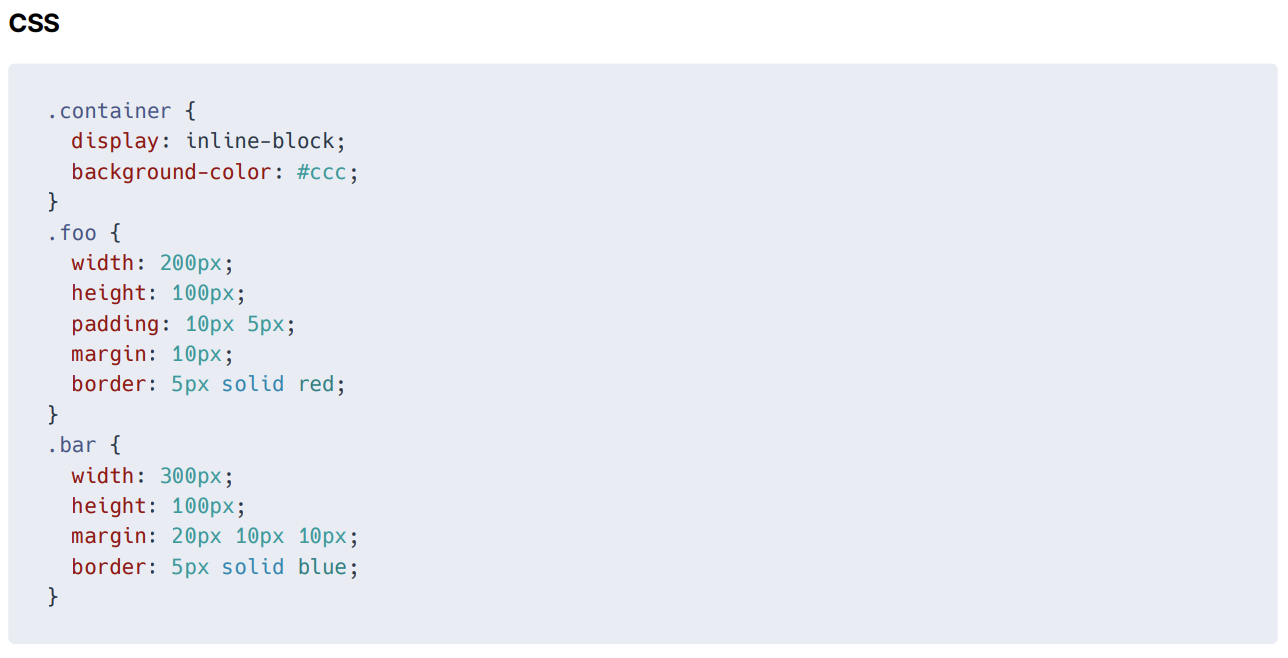 CSS
.container {
  display: inline-block;
  background-color: #ccc;
}
.foo {
  width: 200px;
  height: 100px;
  padding: 10px 5px;
  margin: 10px;
  border: 5px solid red;
}
.bar {
  width: 300px;
  height: 100px;
  margin: 20px 10px 10px;
  border: 5px solid blue;
}